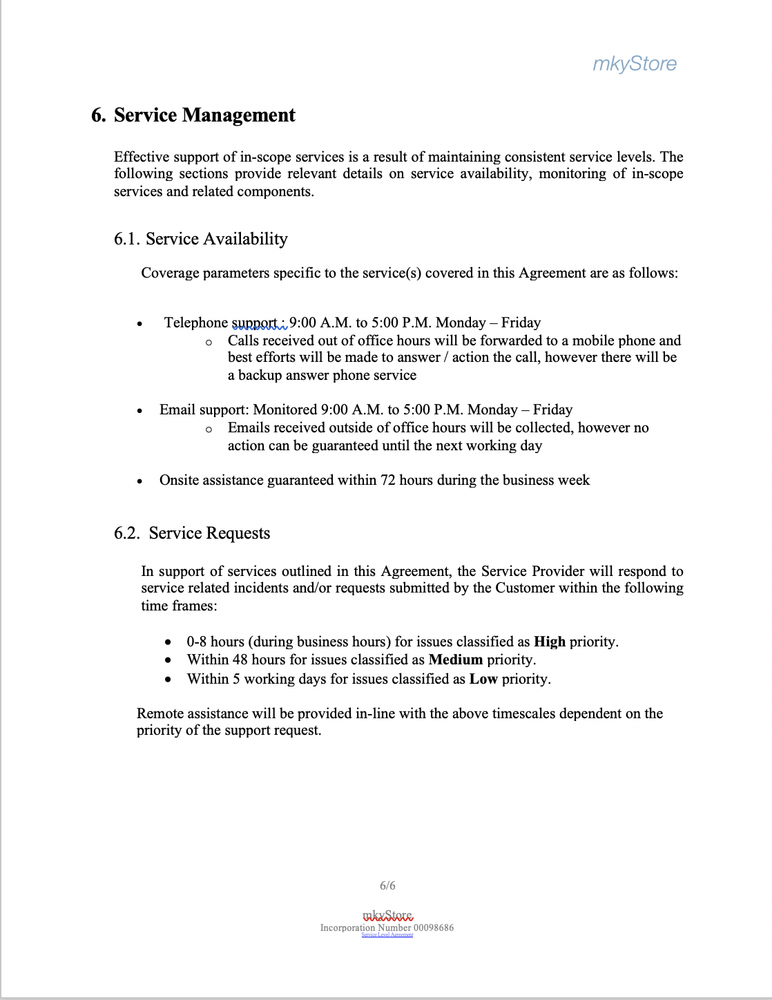 mkyStore
6. Service Management
Effective support of in-scope services is a result of maintaining consistent service levels. The
following sections provide relevant details on service availability, monitoring of in-scope
services and related components.
6.1. Service Availability
Coverage parameters specific to the service(s) covered in this Agreement are as follows:
• Telephone support : 9:00 A.M. to 5:00 P.M. Monday – Friday
o Calls received out of office hours will be forwarded to a mobile phone and
best efforts will be made to answer / action the call, however there will be
a backup answer phone service
• Email support: Monitored 9:00 A.M. to 5:00 P.M. Monday – Friday
o Emails received outside of office hours will be collected, however no
action can be guaranteed until the next working day
• Onsite assistance guaranteed within 72 hours during the business week
6.2. Service Requests
In support of services outlined in this Agreement, the Service Provider will respond to
service related incidents and/or requests submitted by the Customer within the following
time frames:
• 0-8 hours (during business hours) for issues classified as High priority.
• Within 48 hours for issues classified as Medium priority.
• Within 5 working days for issues classified as Low priority.
Remote assistance will be provided in-line with the above timescales dependent on the
priority of the support request.
6/6
mkyStore
Incorporation Number 00098686
Service Level Agreement